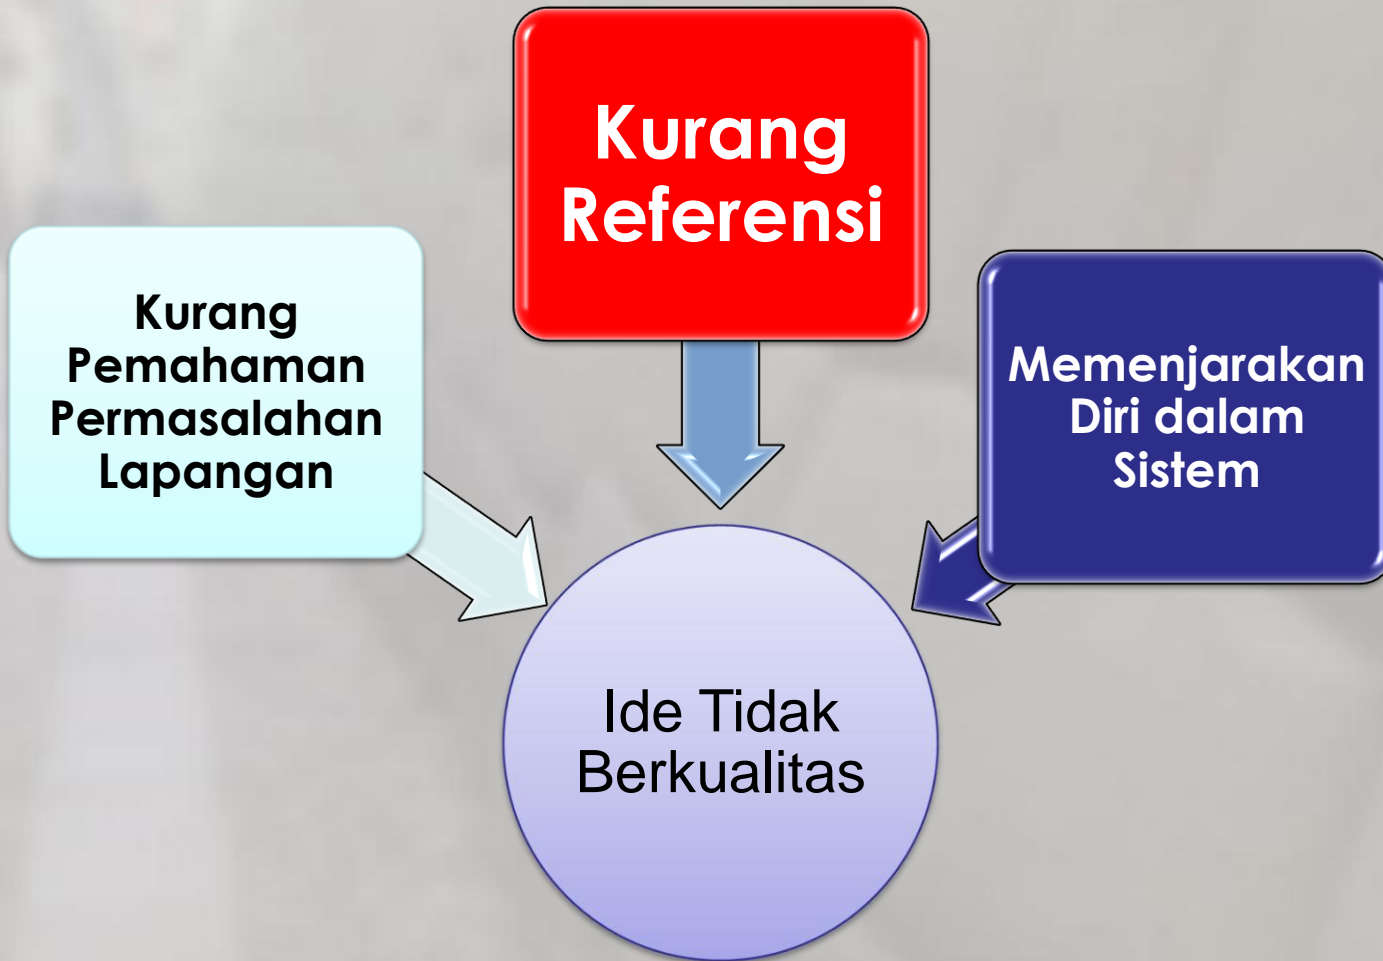 Kurang
Referensi
Kurang
Pemahaman
Permasalahan
Lapangan
Memenjarakan
Diri dalam
Sistem
Ide Tidak
Berkualitas